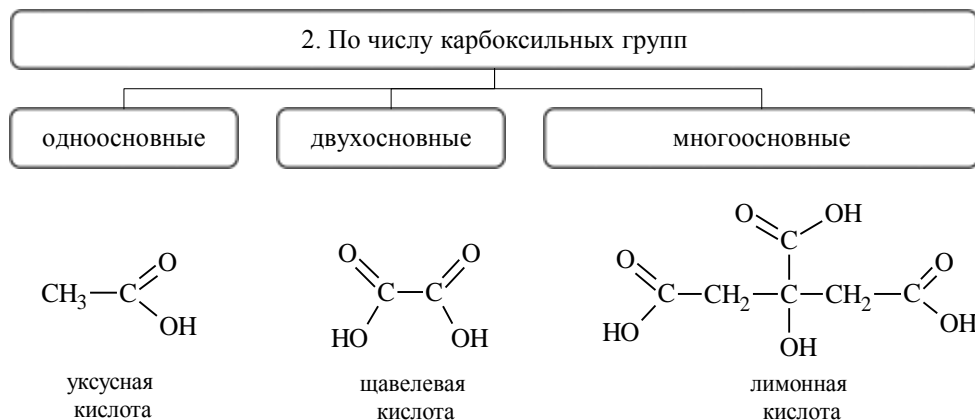 2. По числу карбоксильных групп
одноосновные
двухосновные
многоосновные
CH3 C O OH
O O C C HO OH
O OH C O C HO CH2 C CH2 C O OH OH
уксусная
кислота
щавелевая
кислота
лимонная
кислота